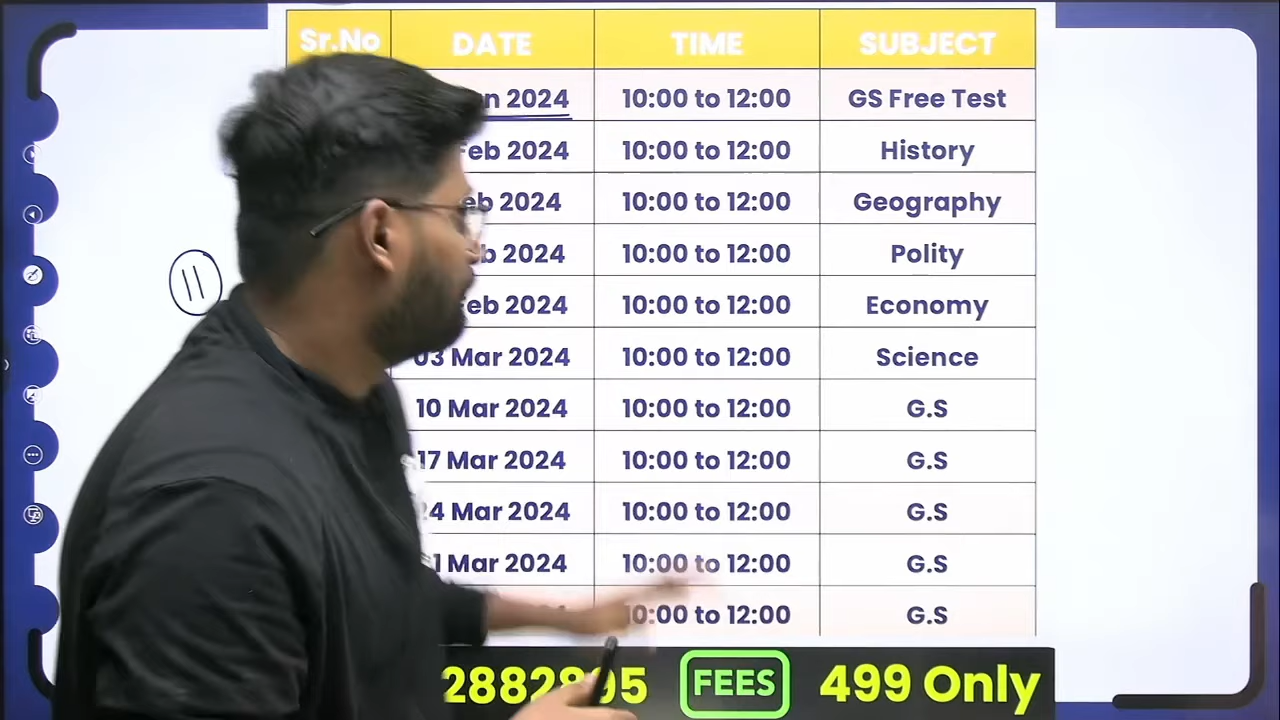 Sr.No DATE TIME SUBJECT
2024 10:00 to 12:00 GS Free Test
Feb 2024 10:00 to 12:00 History
2024 10:00 to 12:00 Geography
2024 10:00 to 12:00 Polity
Feb 2024 10:00 to 12:00 Economy
03 Mar 2024 10:00 to 12:00 Science
10 Mar 2024 10:00 to 12:00 G.S
17 Mar 2024 10:00 to 12:00 G.S
Mar 2024 10:00 to 12:00 G.S
Mar 2024 10:00 to 12:00 G.S
10:00 to 12:00 G.S
11
FEES 499 Only